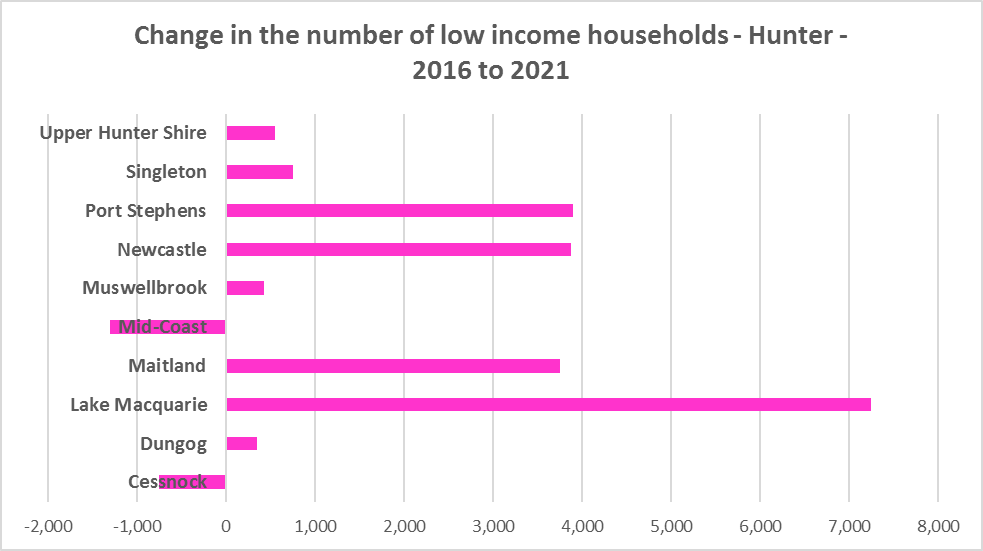 Change in the number of low income households - Hunter -
2016 to 2021
Upper Hunter Shire
Singleton
Port Stephens
Newcastle
Muswellbrook
Mid-Coast
Maitland
Lake Macquarie
Dungog
Cessnock
-2,000 -1,000 0 1,000 2,000 3,000 4,000 5,000 6,000 7,000 8,000